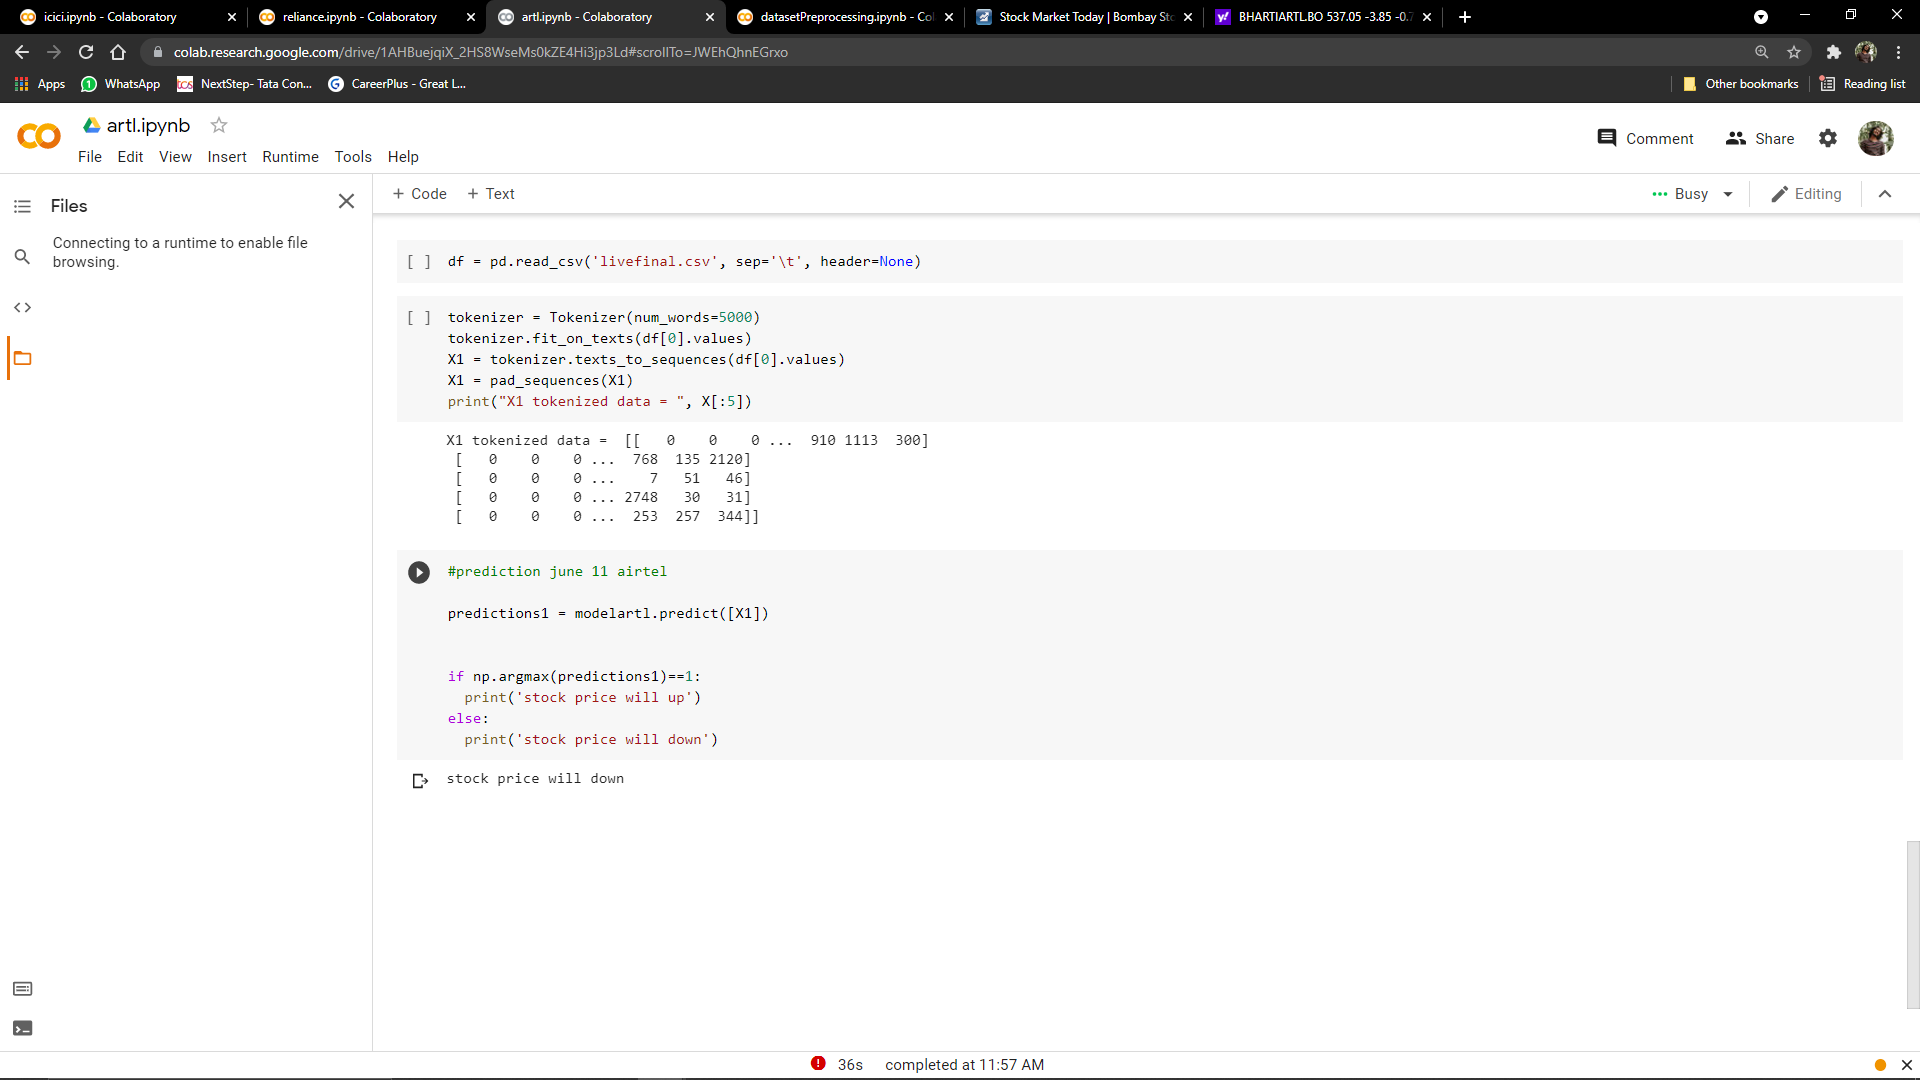 icici.ipynb - Colaboratory
reliance.ipynb - Colaboratory
artl.ipynb - Colaboratory
datasetPreprocessing.ipynb - Col
Stock Market Today | Bombay Sto
BHARTIARTL.BO 537.05 -3.85 -0.7
colab.research.google.com/drive/1AHBuejqiX_2HS8WseMs0kZE4Hi3jp3Ld#scrollTo=JWEhQhnEGrxo
Apps
WhatsApp
NextStep- Tata Con...
CareerPlus - Great L...
Other bookmarks
Reading list
artl.ipynb
Comment
Share
File Edit View Insert Runtime Tools Help
Files
+ Code + Text
Busy
Editing
Connecting to a runtime to enable file
browsing.
[ ] df = pd.read_csv('livefinal.csv', sep='\t', header=None)
[ ] tokenizer = Tokenizer(num_words=5000)
tokenizer.fit_on_texts(df[0].values)
X1 = tokenizer.texts_to_sequences(df[0].values)
X1 = pad_sequences(X1)
print("X1 tokenized data = ", X[:5])
X1 tokenized data =  [[   0    0    0 ...  910 1113  300]
[   0    0    0 ...  768  135 2120]
[   0    0    0 ...    7   51   46]
[   0    0    0 ... 2748   30   31]
[   0    0    0 ...  253  257  344]]
#prediction june 11 airtel
predictions1 = modelartl.predict([X1])
if np.argmax(predictions1)==1:
print('stock price will up')
else:
print('stock price will down')
stock price will down
36s completed at 11:57 AM